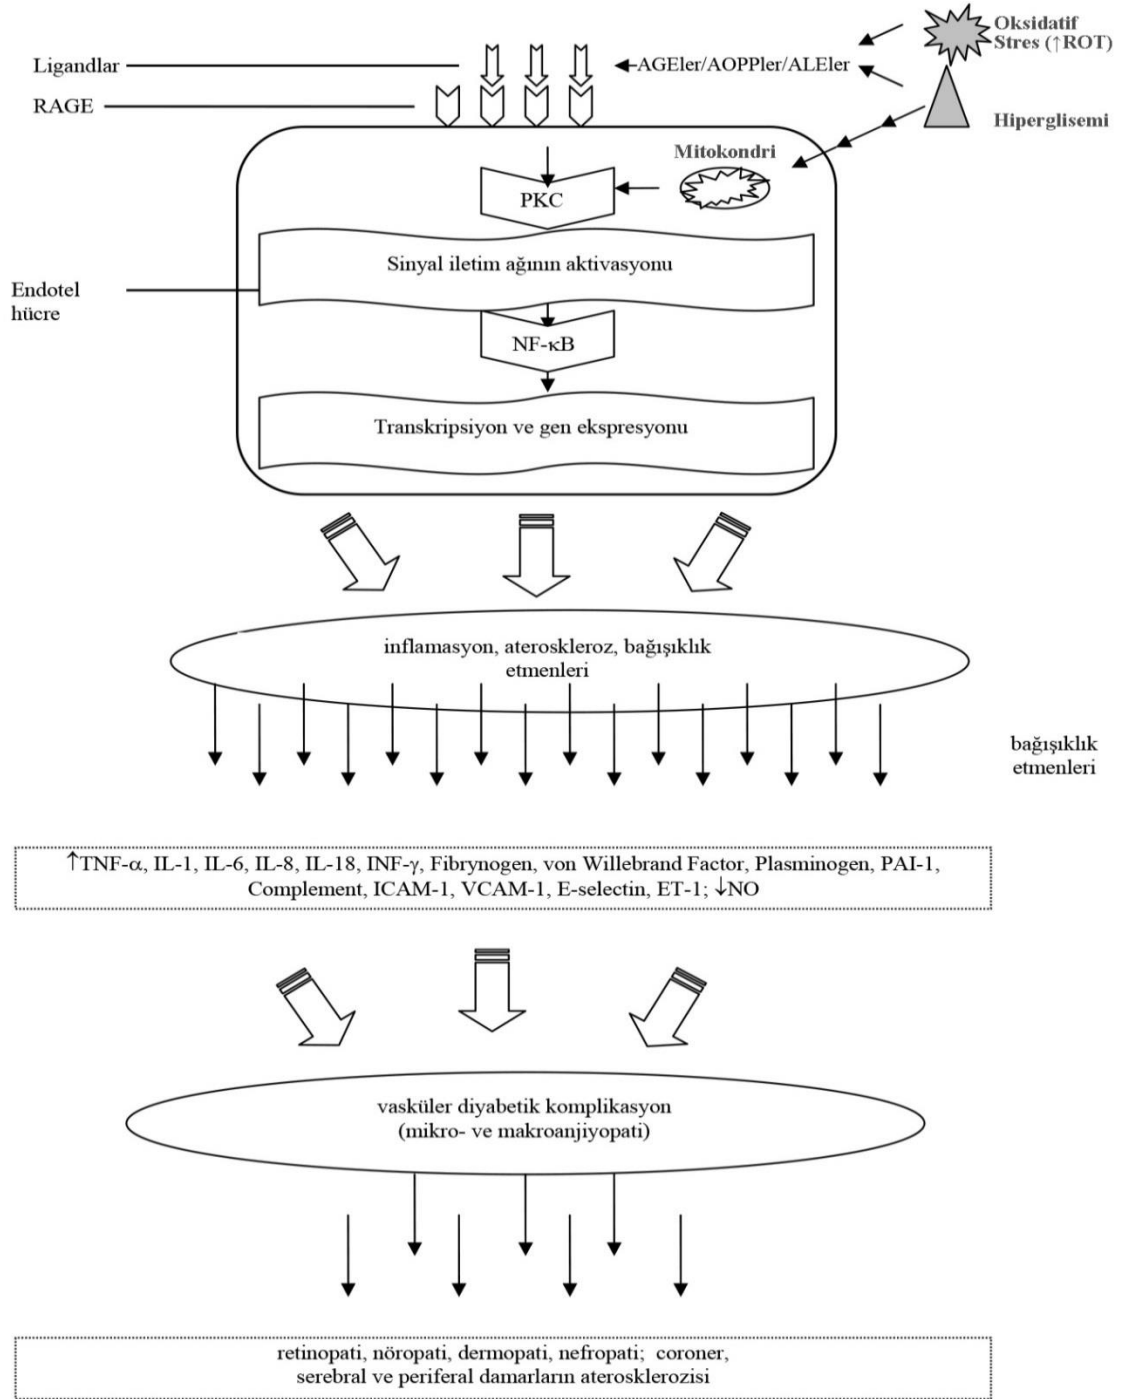 Oksidatif
Stres (↑ROT)
Ligandlar
AGEler/AOPPler/ALEler
RAGE
Hiperglisemi
Mitokondri
PKC
Sinyal iletim ağının aktivasyonu
Endotel
hücre
NF-κB
Transkripsiyon ve gen ekspresyonu
inflamasyon, ateroskleroz, bağışıklık
etmenleri
bağışıklık
etmenleri
↑TNF-α, IL-1, IL-6, IL-8, IL-18, INF-γ, Fibrynogen, von Willebrand Factor, Plasminogen, PAI-1,
Complement, ICAM-1, VCAM-1, E-selectin, ET-1; ↓NO
vasküler diyabetik komplikasyon
(mikro- ve makroanjiyopati)
retinopati, nöropati, dermopati, nefropati; coroner,
serebral ve periferal damarların aterosklerozisi